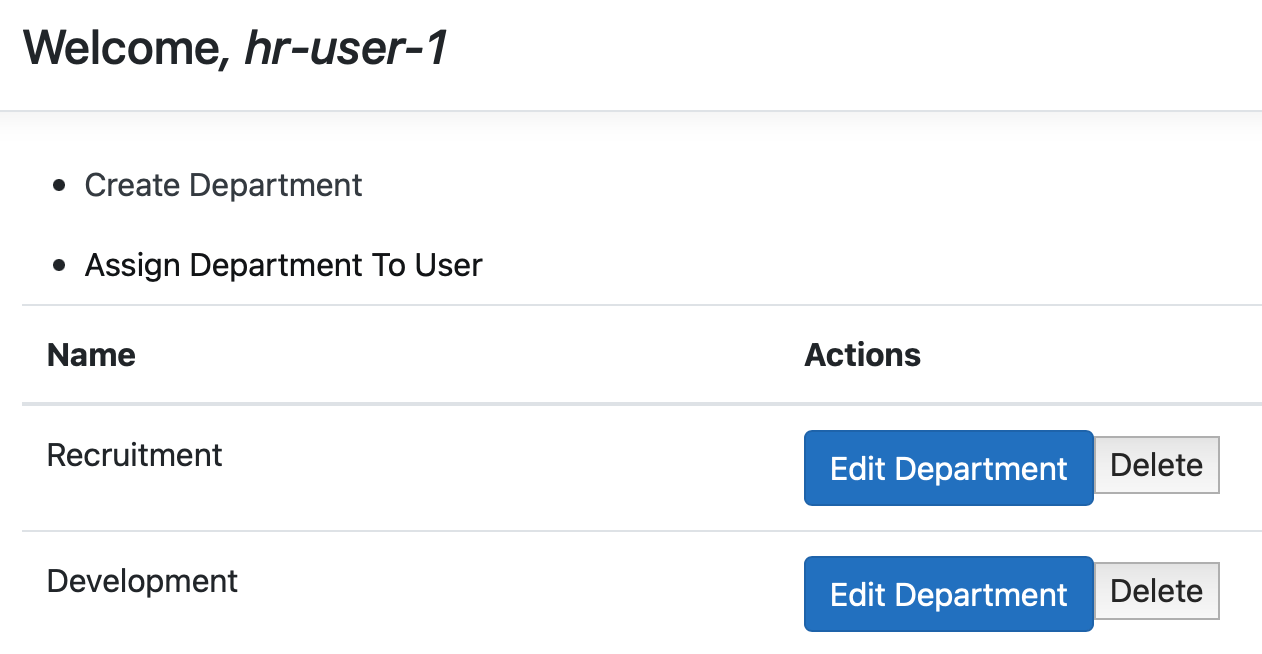 Welcome, hr-user-1
Create Department
Assign Department To User
Name Actions
Recruitment Edit Department Delete
Development Edit Department Delete